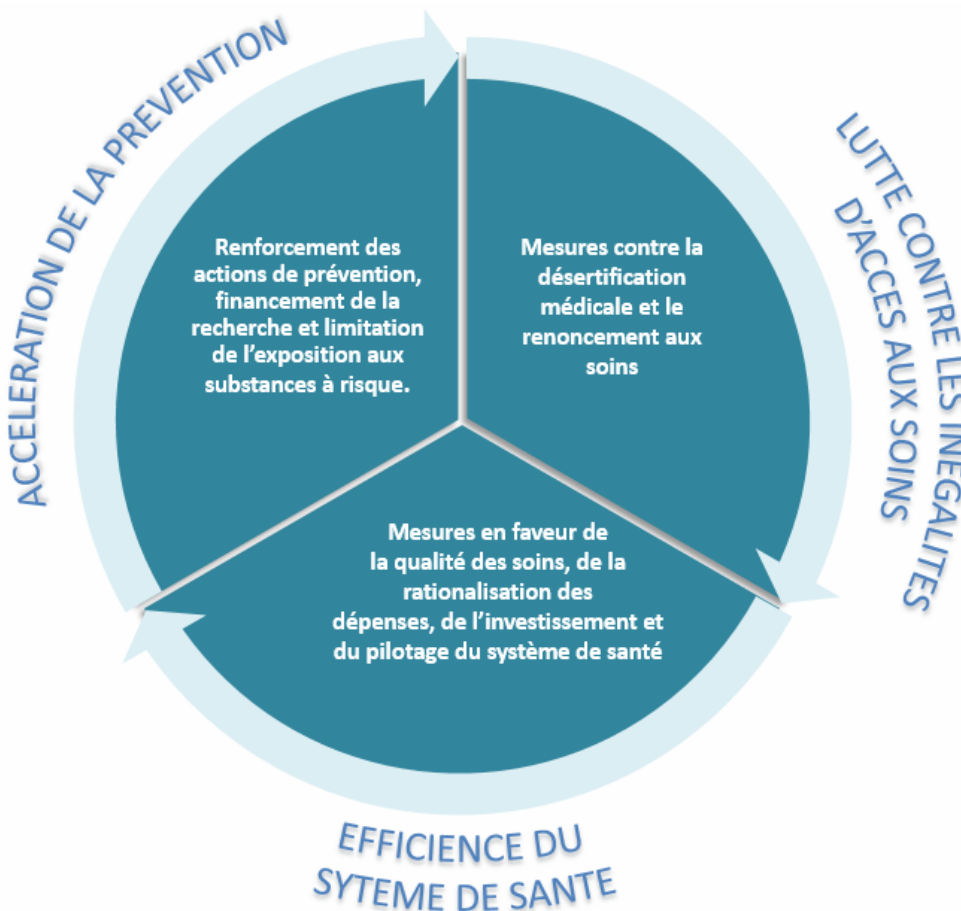 ACCELERATION DE LA PREVENTION
Renforcement des
actions de prévention,
financement de la
recherche et limitation
de l'exposition aux
substances à risque.
LUTTE CONTRE LES INEGALITES
D'ACCES AUX SOINS
Mesures contre la
désertification
médicale et le
renoncement aux
soins
Mesures en faveur de
la qualité des soins, de la
rationalisation des
dépenses, de l'investissement et
du pilotage du système de santé
EFFICIENCE DU
SYTEME DE SANTE